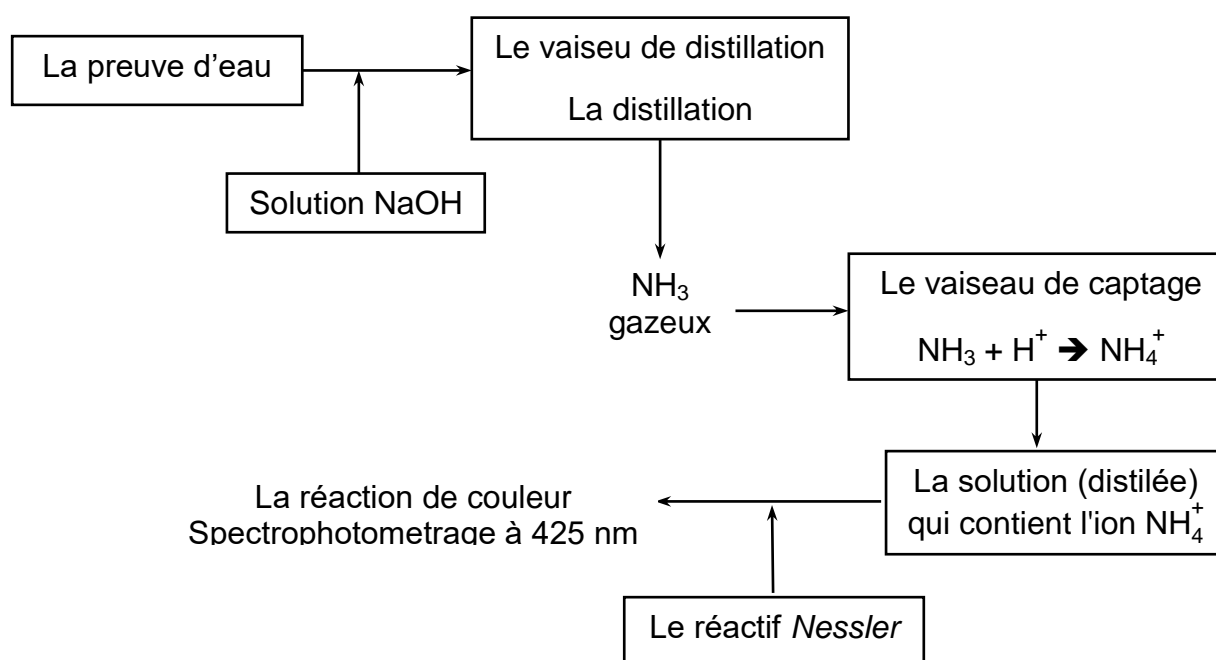 La preuve d'eau
Le vaiseu de distillation
La distillation
Solution NaOH
NH₃
gazeux
Le vaiseau de captage
NH₃ + H⁺ ➔ NH₄⁺
La solution (distilée)
qui contient l'ion NH₄⁺
La réaction de couleur
Spectrophotometrage à 425 nm
Le réactif Nessler